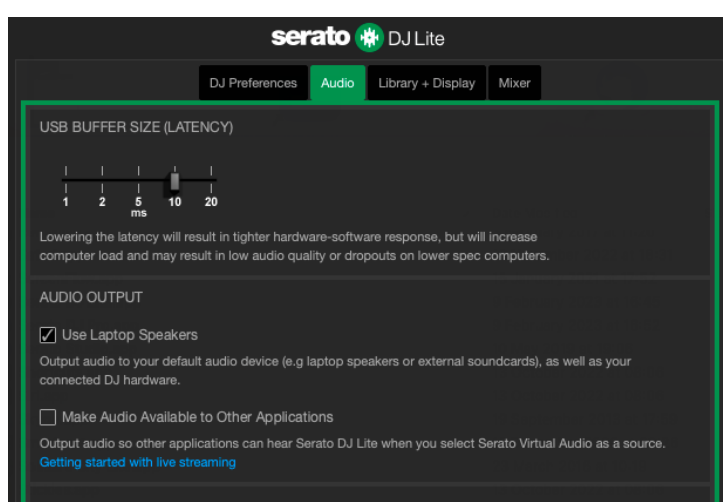 serato DJ Lite
DJ Preferences Audio Library + Display Mixer
USB BUFFER SIZE (LATENCY)
1 2 5 10 20
ms
Lowering the latency will result in tighter hardware-software response, but will increase
computer load and may result in low audio quality or dropouts on lower spec computers.
AUDIO OUTPUT
Use Laptop Speakers
Output audio to your default audio device (e.g laptop speakers or external soundcards), as well as your
connected DJ hardware.
Make Audio Available to Other Applications
Output audio so other applications can hear Serato DJ Lite when you select Serato Virtual Audio as a source.
Getting started with live streaming